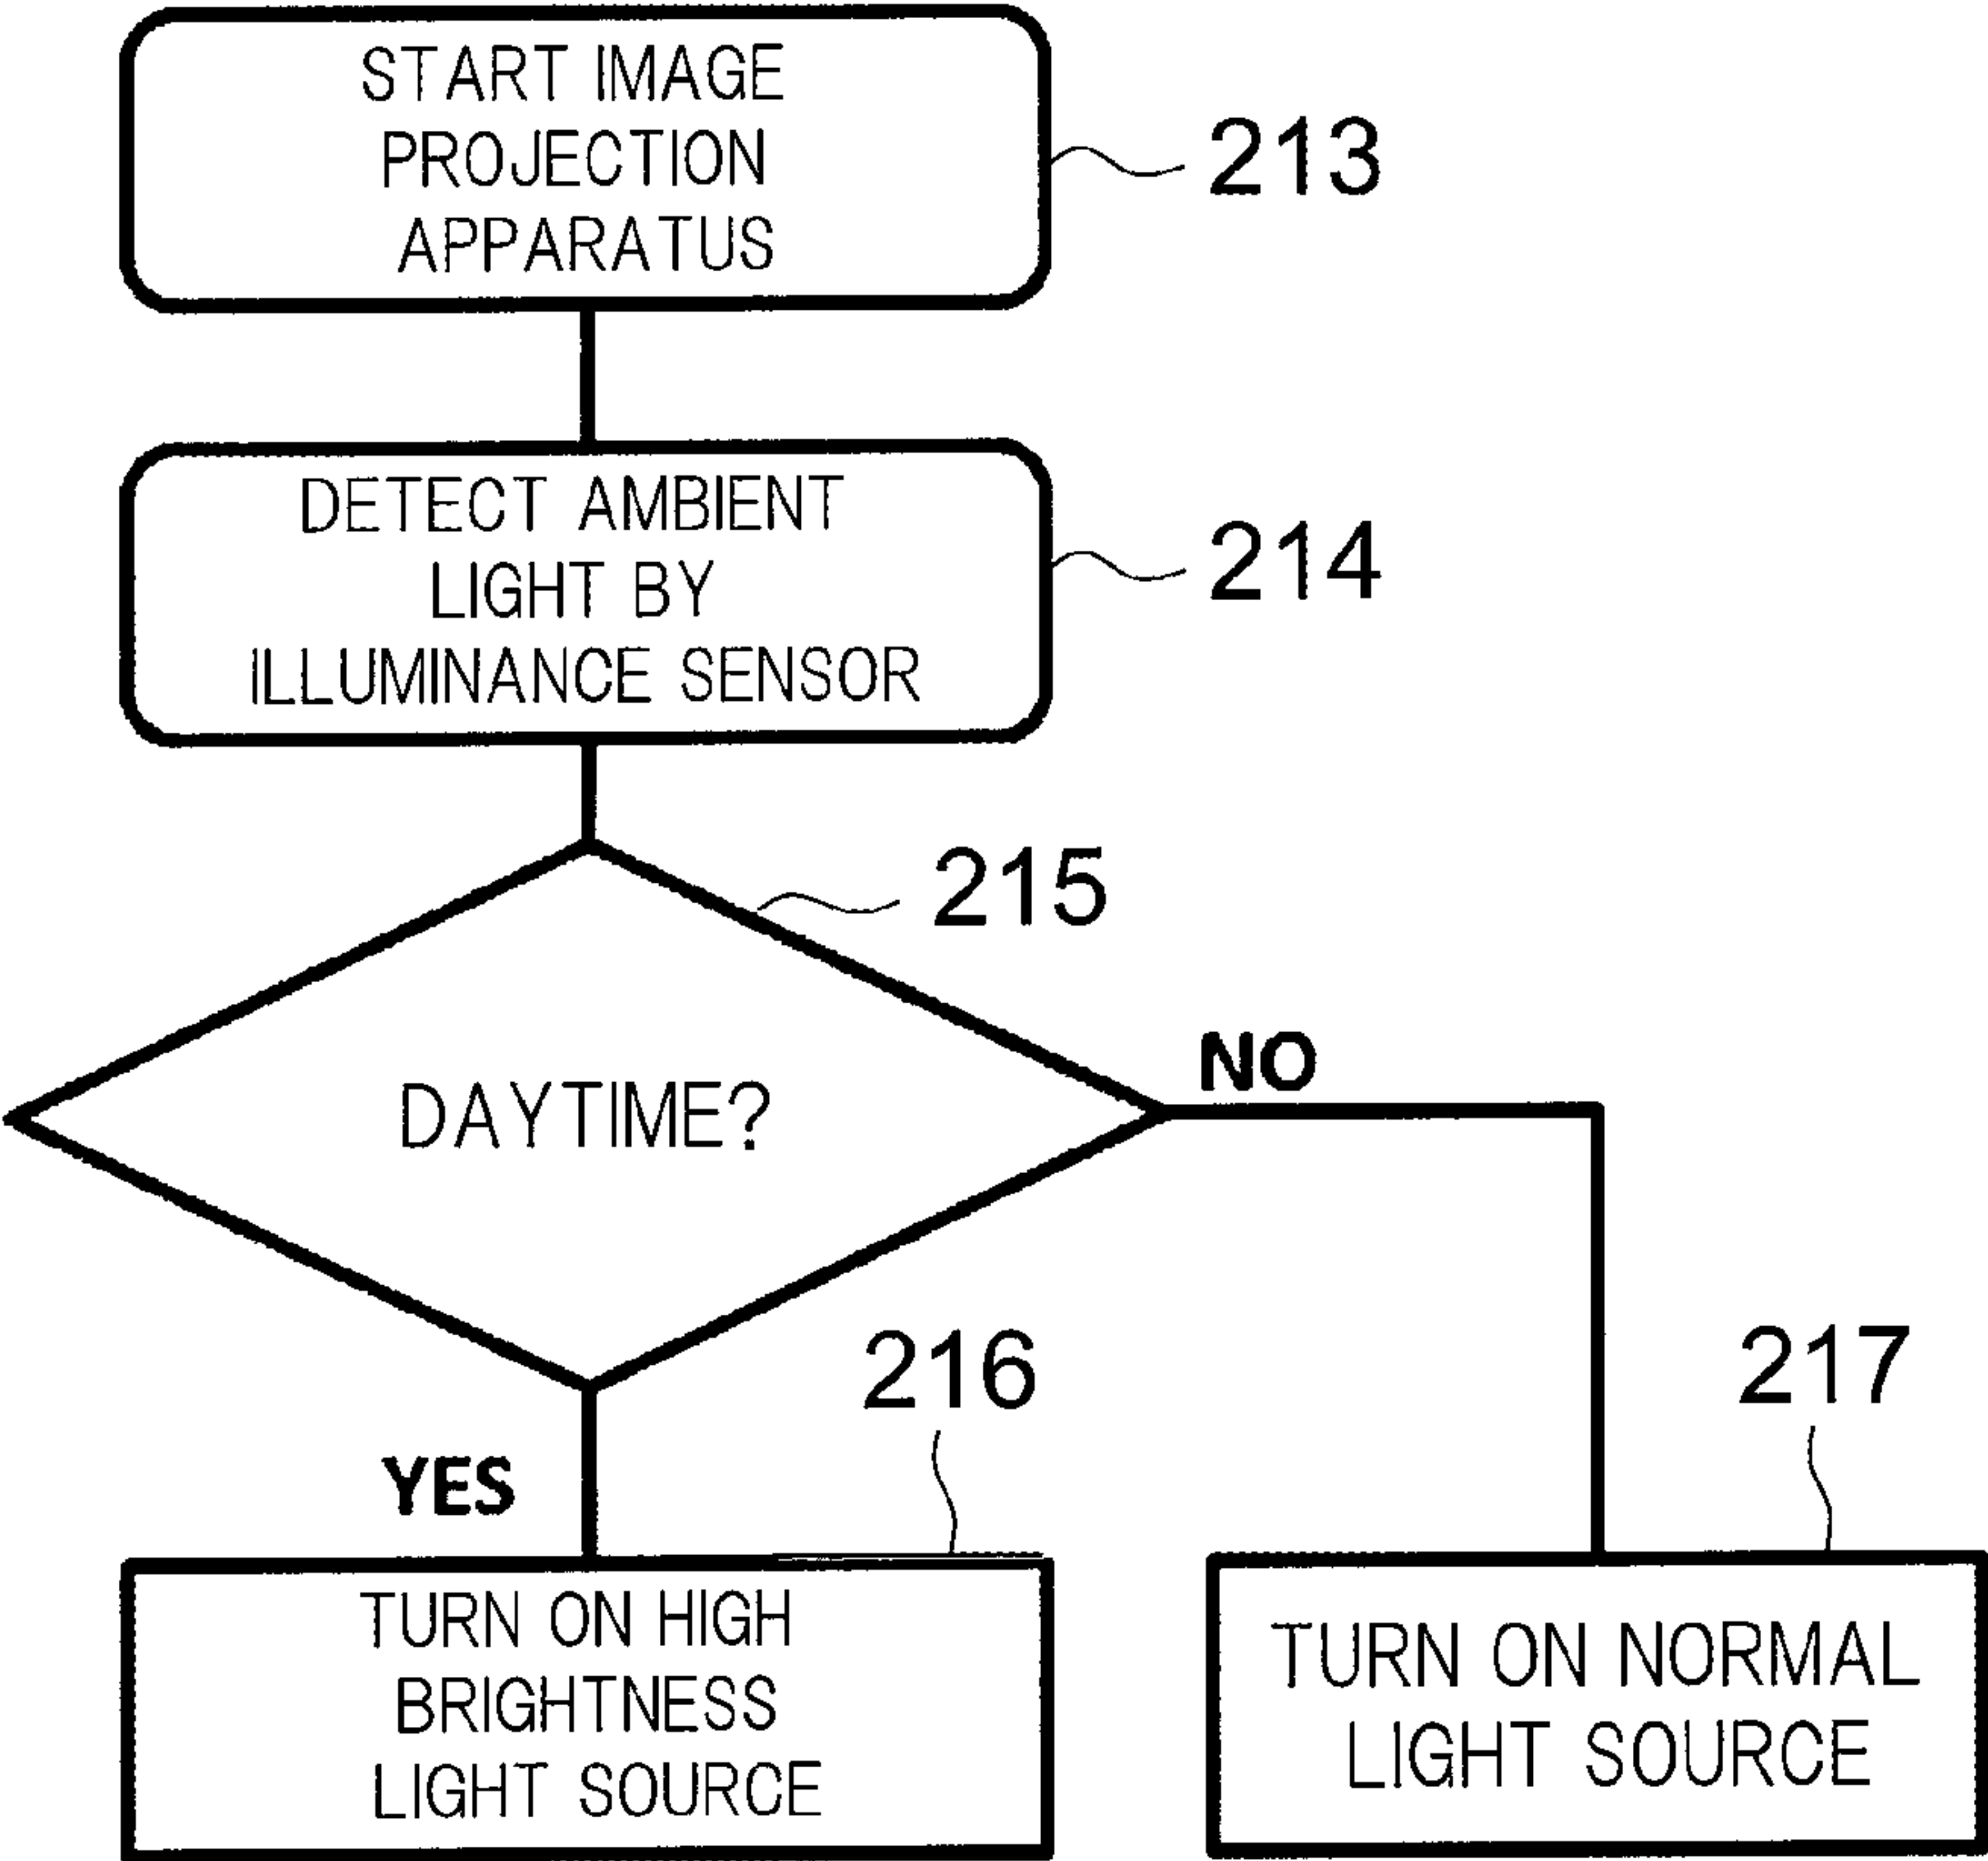 START IMAGE
PROJECTION
APPARATUS
213
DETECT AMBIENT
LIGHT BY
ILLUMINANCE SENSOR
214
215
DAYTIME?
NO
YES
216
TURN ON HIGH
BRIGHTNESS
LIGHT SOURCE
217
TURN ON NORMAL
LIGHT SOURCE